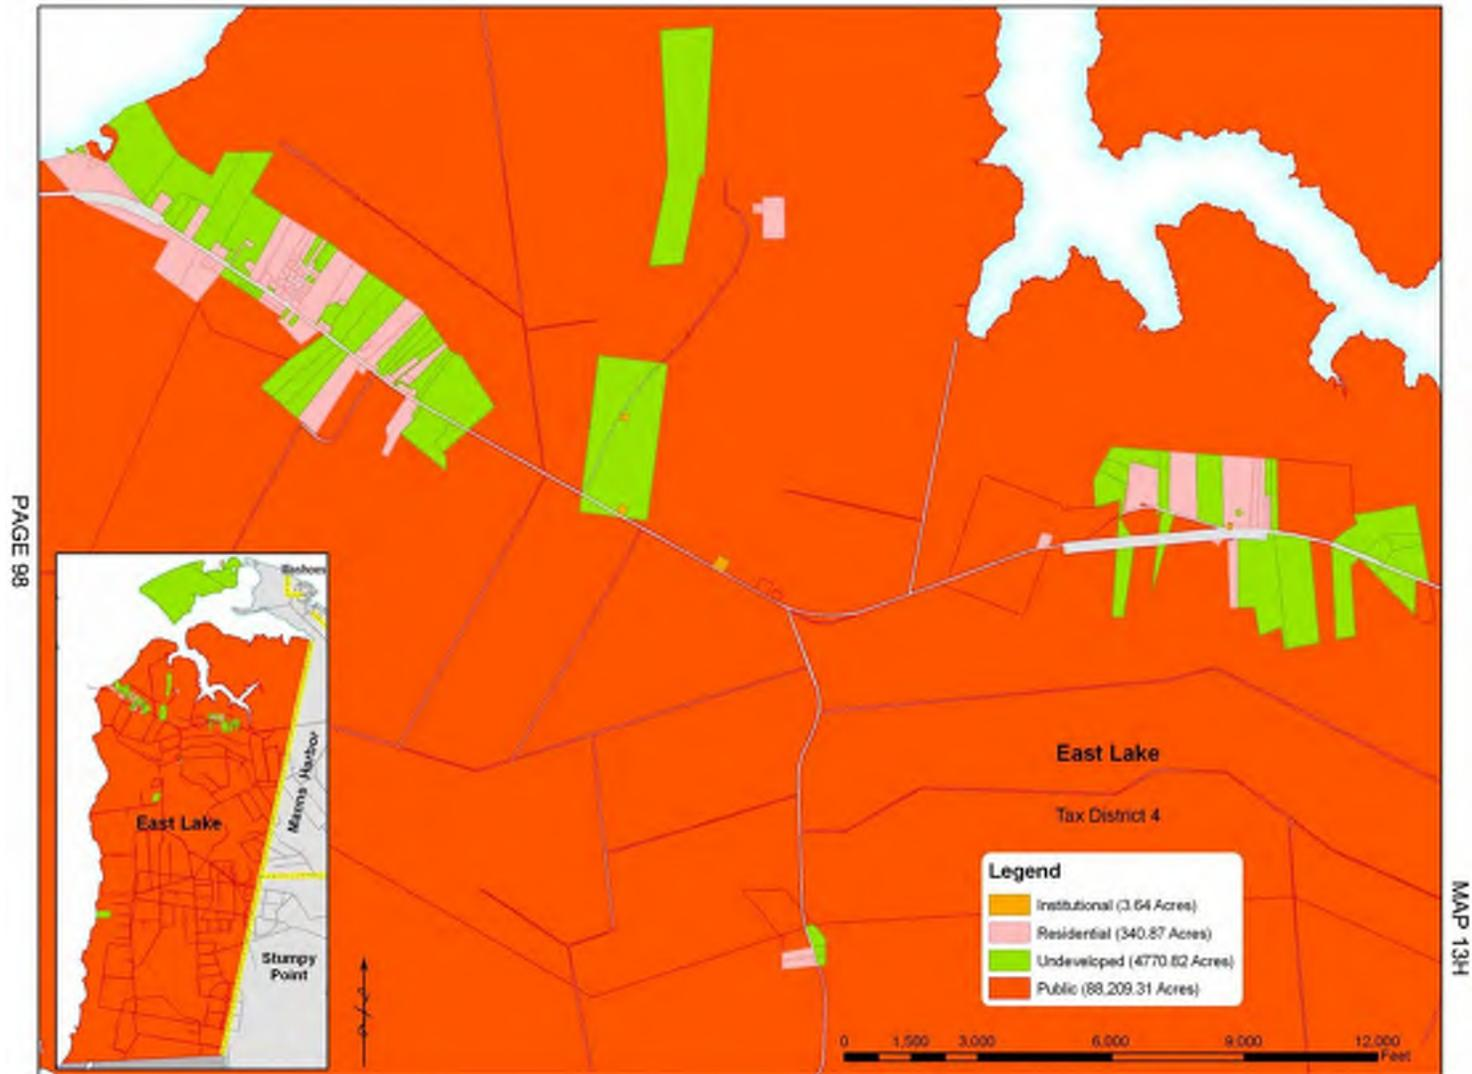 PAGE 98
East Lake
Tax District 4
Legend
Institutional (3.64 Acres)
Residential (340.87 Acres)
Undeveloped (4770.82 Acres)
Public (88,209.31 Acres)
0 1,500 3,000 6,000 9,000 12,000
Feet
MAP 13H
East Lake
Harbor
Stumpy
Point